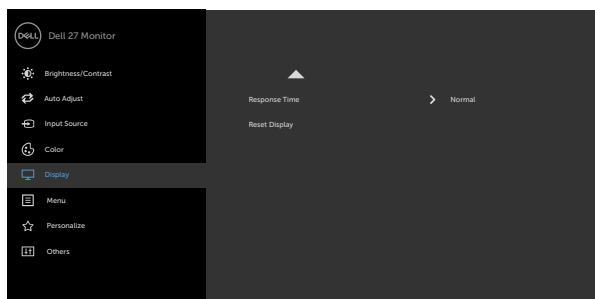 DELL Dell 27 Monitor
Brightness/Contrast
Auto Adjust
Response Time Normal
Input Source
Reset Display
Color
Display
Menu
Personalize
Others